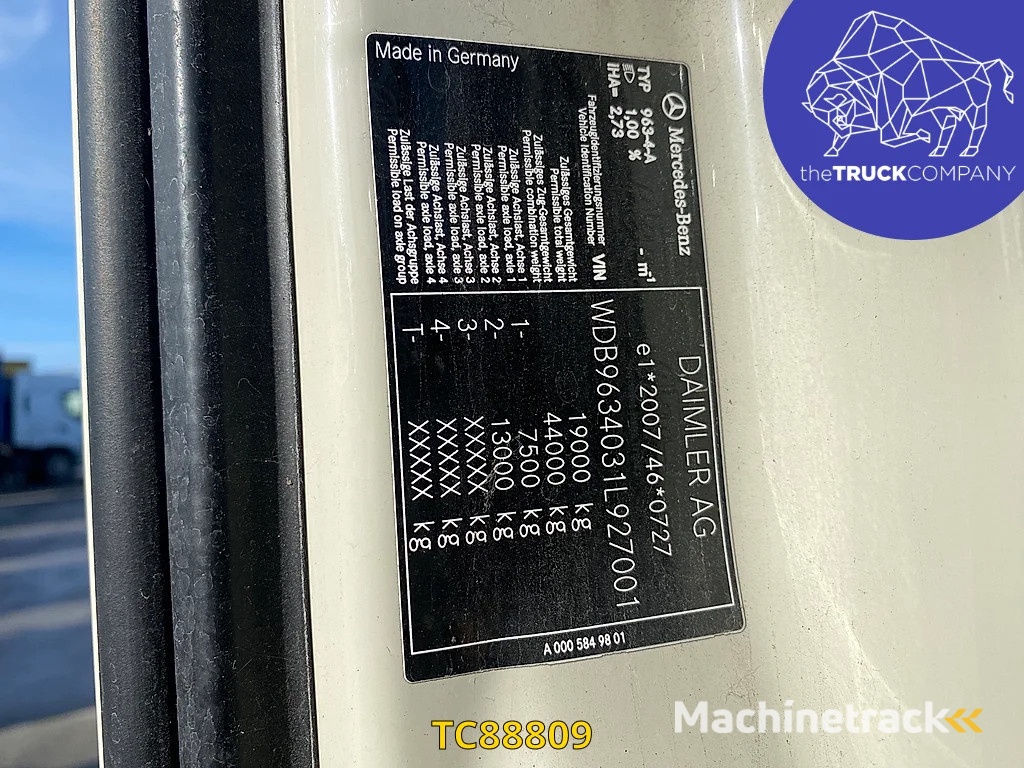 theTRUCKCOMPANY
Made in Germany
Mercedes-Benz
TYP 963-4-A
1,00 % - m⁻¹
IHA= 2,73
DAIMLER AG
e1*2007/46*0727
Fahrzeugidentifizierungsnummer
Vehicle Identification Number VIN WDB9634031L927001
Zulässiges Gesamtgewicht
Permissible total weight 19000 kg
Zulässiges Zug-Gesamtgewicht
Permissible combination weight 44000 kg
Zulässige Achslast, Achse 1
Permissible axle load, axle 1 1- 7500 kg
Zulässige Achslast, Achse 2
Permissible axle load, axle 2 2- 13000 kg
Zulässige Achslast, Achse 3
Permissible axle load, axle 3 3- XXXXX kg
Zulässige Achslast, Achse 4
Permissible axle load, axle 4 4- XXXXX kg
Zulässige Last der Achsgruppe
Permissible load on axle group T- XXXXX kg
A 000 584 98 01
TC88809
Machinetrack